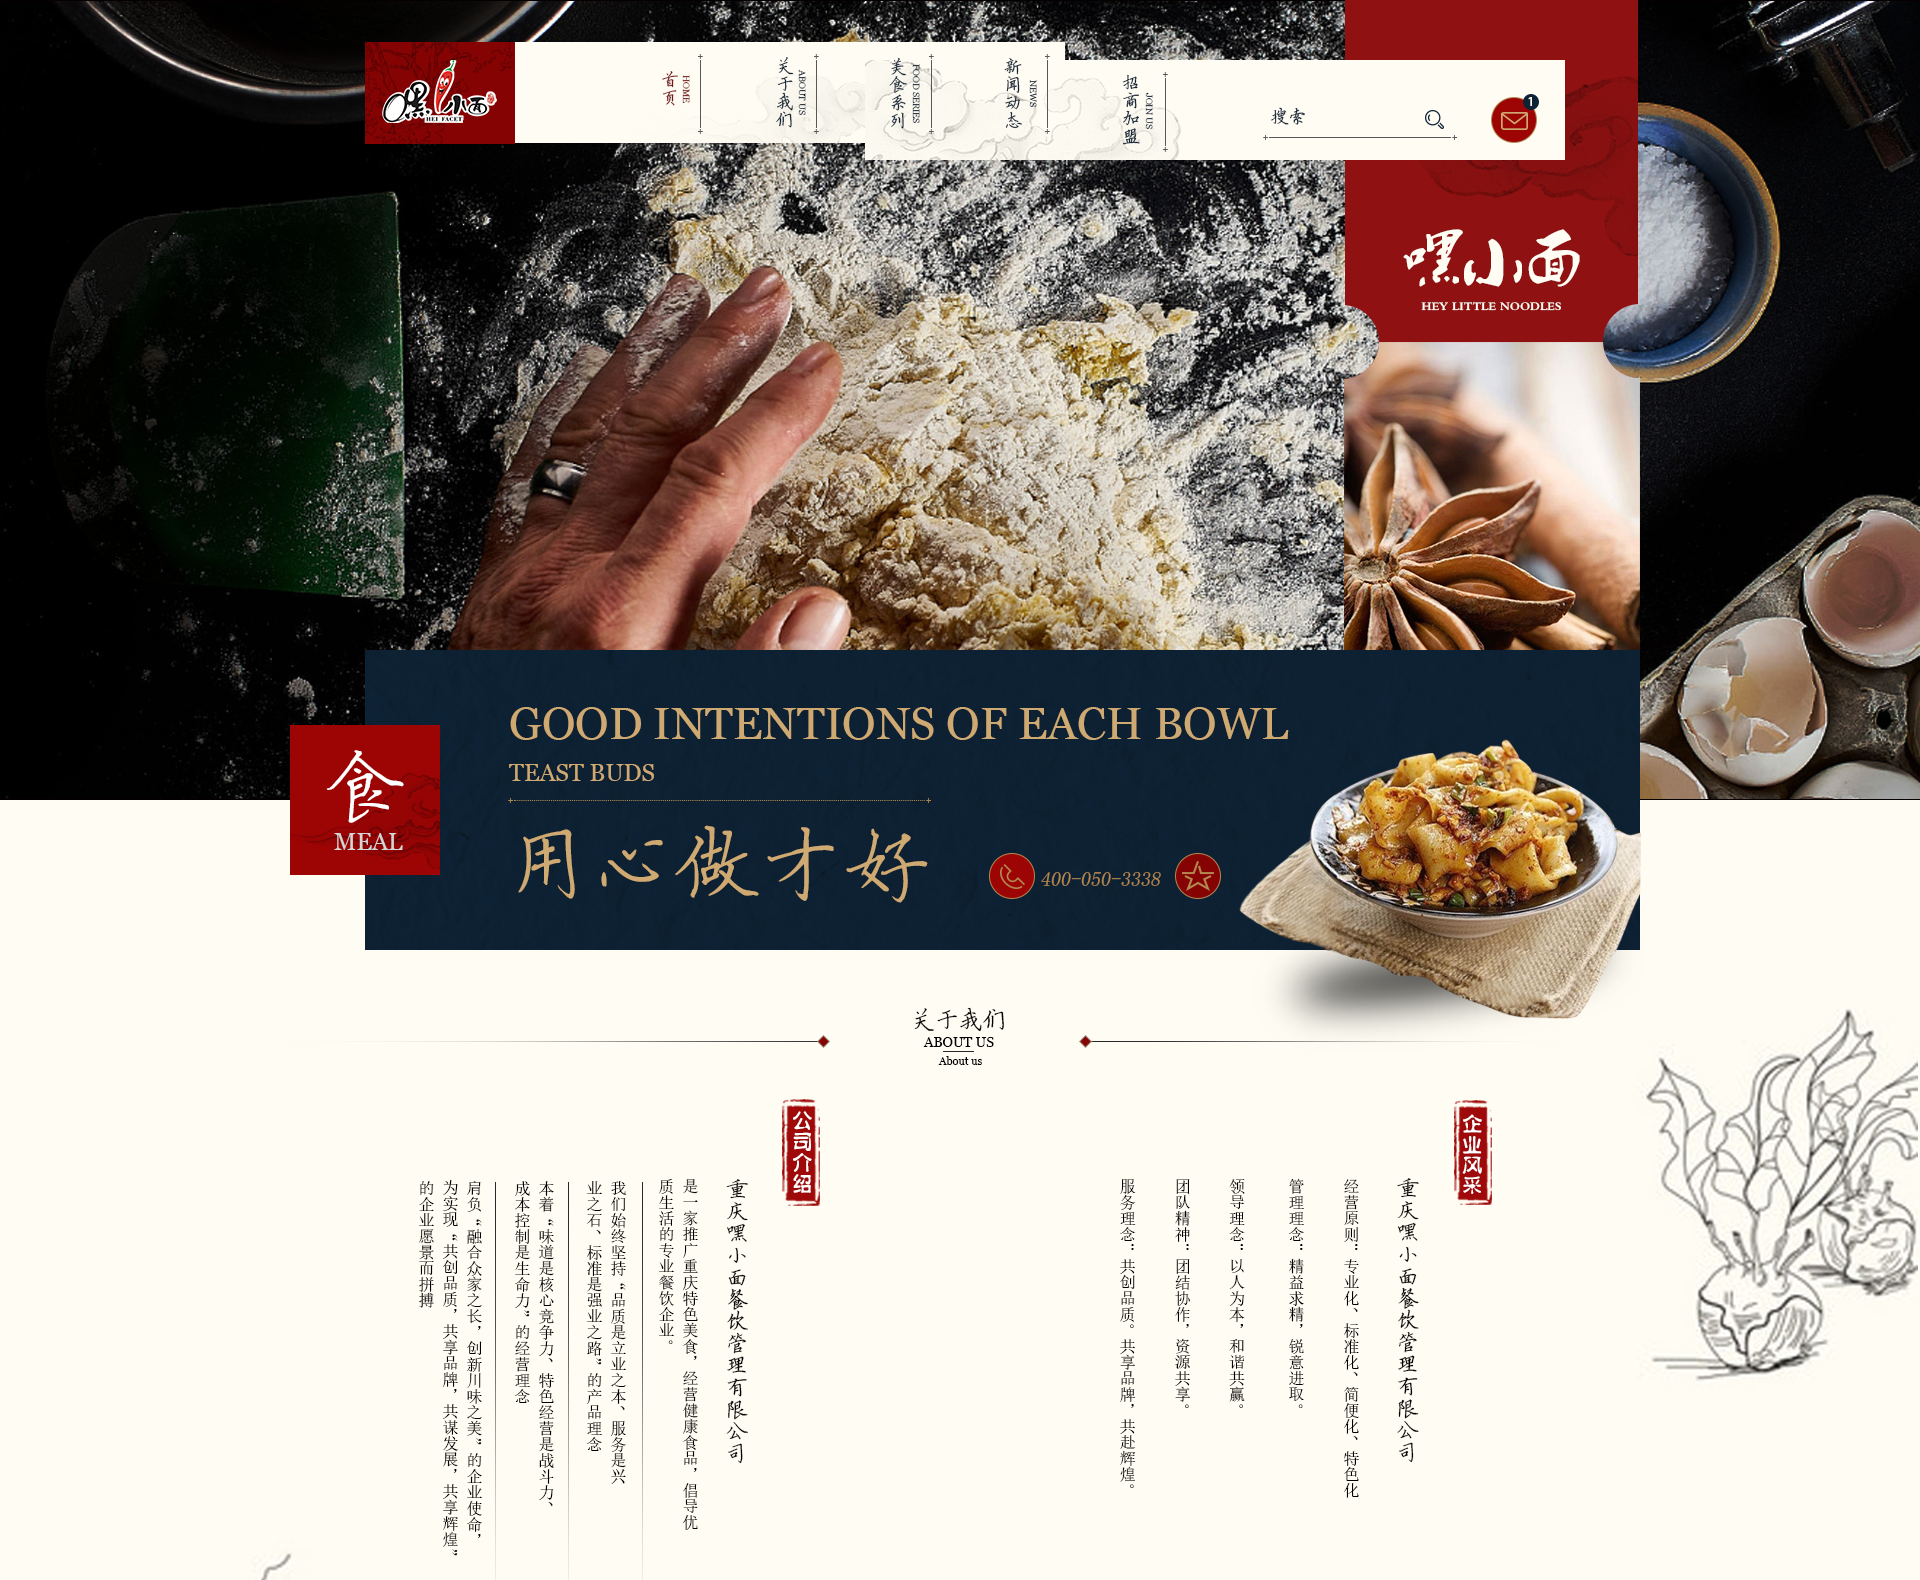 嘿小面
HEI FACET
首页
HOME
关于我们
ABOUT US
美食系列
FOOD SERIES
新闻动态
NEWS
招商加盟
JOIN US
搜索
1
嘿小面
HEY LITTLE NOODLES
GOOD INTENTIONS OF EACH BOWL
TEAST BUDS
食
MEAL
用心做才好
400-050-3338
关于我们
ABOUT US
About us
企业风采
重庆嘿小面餐饮管理有限公司
经营原则：专业化、标准化、简便化、特色化
管理理念：精益求精，锐意进取。
领导理念：以人为本，和谐共赢。
团队精神：团结协作，资源共享。
服务理念：共创品质。共享品牌，共赴辉煌。
公司介绍
重庆嘿小面餐饮管理有限公司
是一家推广重庆特色美食，经营健康食品，倡导优
质生活的专业餐饮企业。
我们始终坚持“品质是立业之本、服务是兴
业之石、标准是强业之路”的产品理念
本着“味道是核心竞争力、特色经营是战斗力、
成本控制是生命力”的经营理念
肩负“融合众家之长，创新川味之美”的企业使命，
为实现“共创品质，共享品牌，共谋发展，共享辉煌”
的企业愿景而拼搏